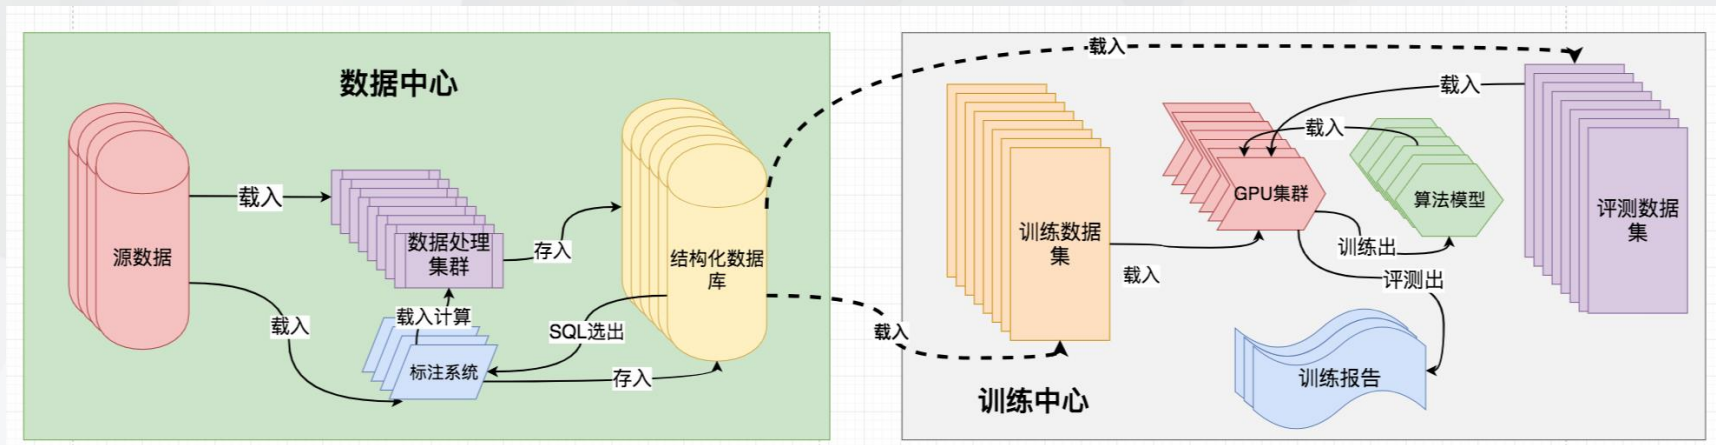 数据中心
源数据
载入
载入
数据处理
集群
载入计算
标注系统
存入
SQL选出
存入
结构化数据
库
载入
载入
训练中心
训练数据
集
载入
GPU集群
载入
载入
算法模型
训练出
评测出
训练报告
评测数据
集